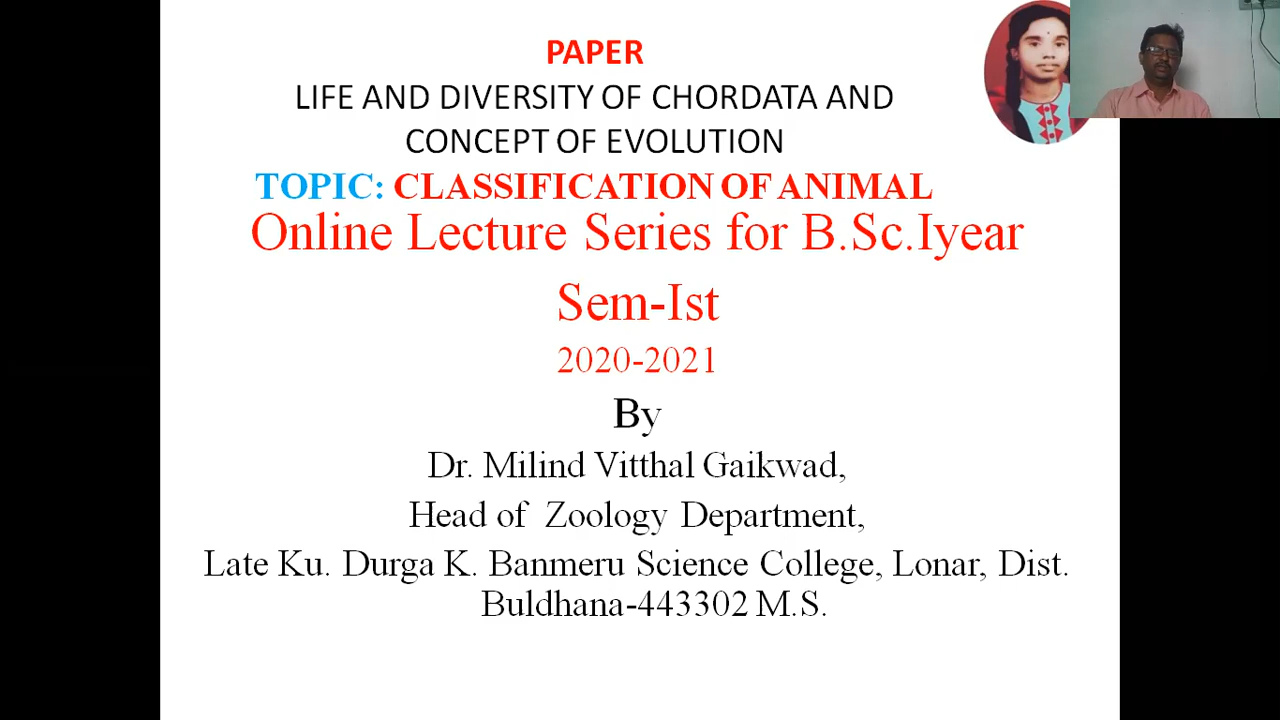 PAPER
LIFE AND DIVERSITY OF CHORDATA AND
CONCEPT OF EVOLUTION
TOPIC: CLASSIFICATION OF ANIMAL
Online Lecture Series for B.Sc.Iyear
Sem-Ist
2020-2021
By
Dr. Milind Vitthal Gaikwad,
Head of Zoology Department,
Late Ku. Durga K. Banmeru Science College, Lonar, Dist.
Buldhana-443302 M.S.